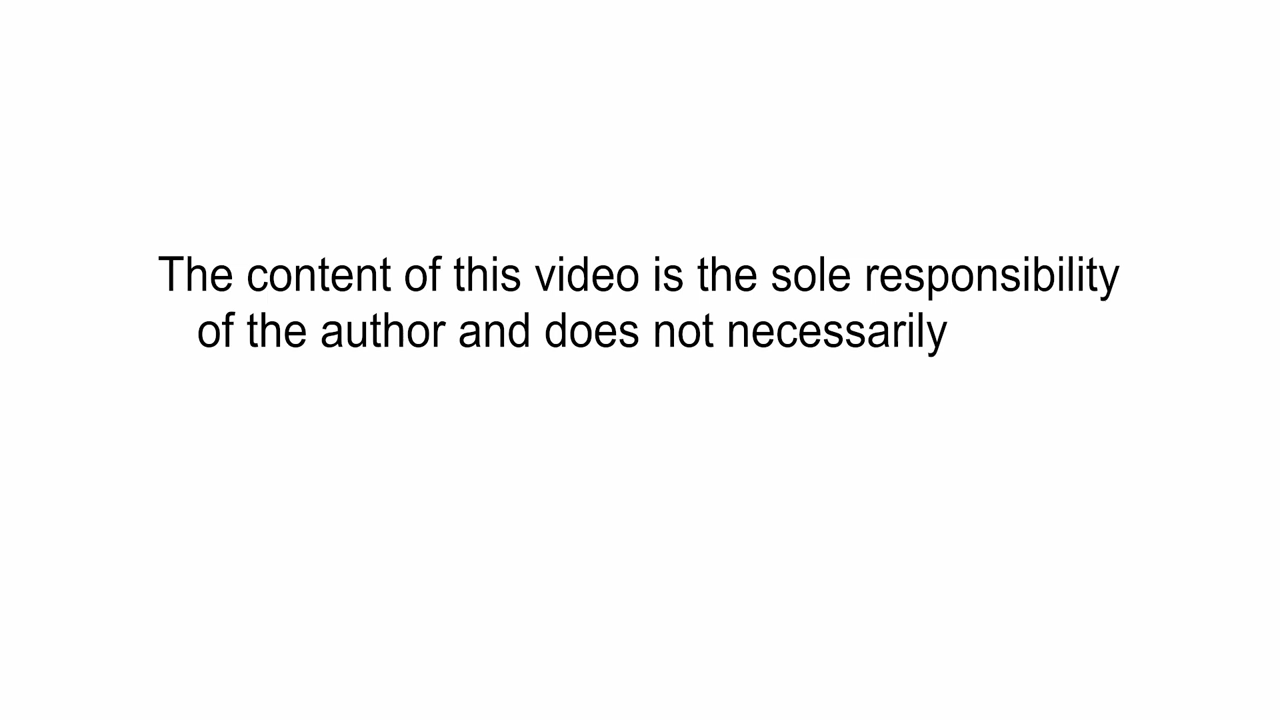 The content of this video is the sole responsibility
of the author and does not necessarily